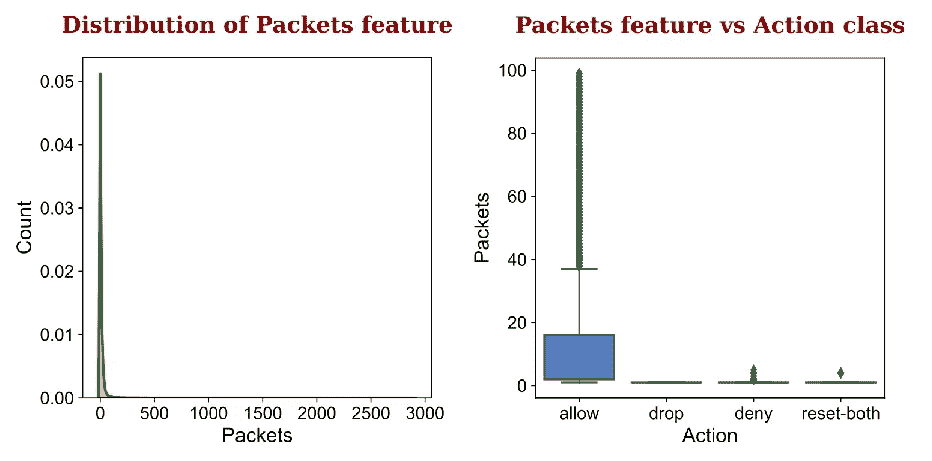 Distribution of Packets feature
Count
0.05
0.04
0.03
0.02
0.01
0.00
0 500 1000 1500 2000 2500 3000
Packets
Packets feature vs Action class
Packets
100
80
60
40
20
0
allow drop deny reset-both
Action